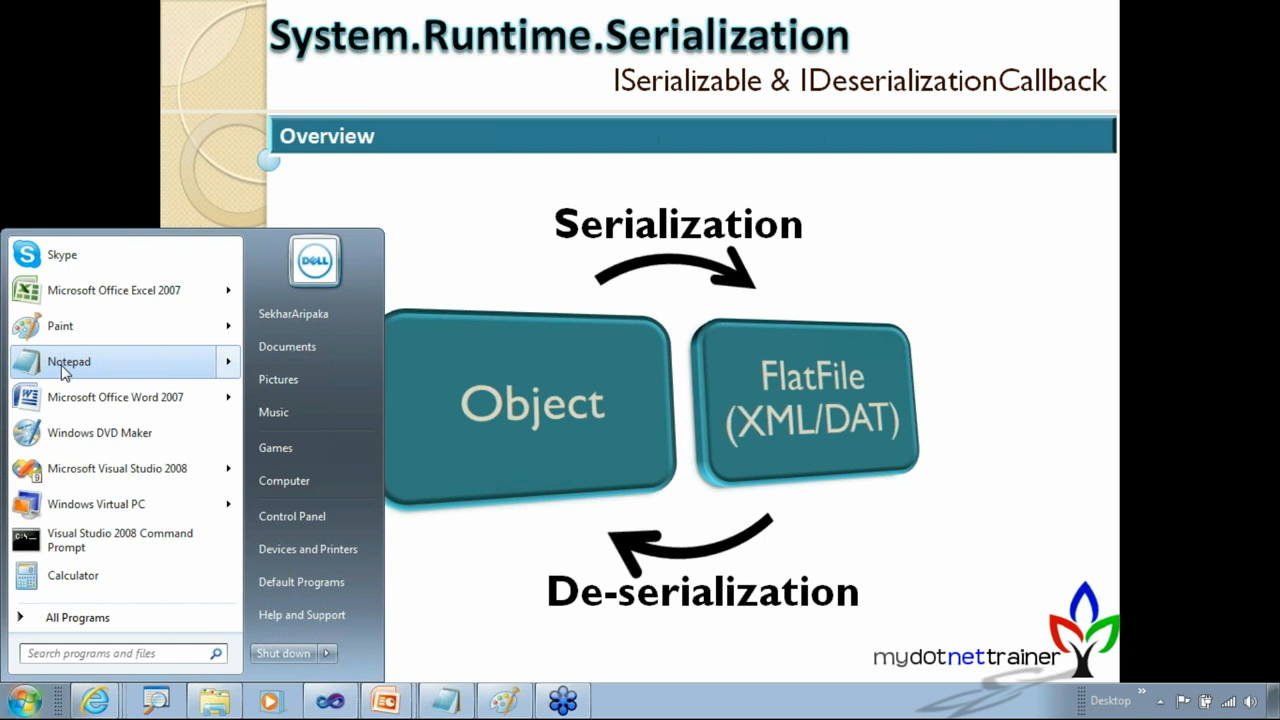 System.Runtime.Serialization
ISerializable & IDeserializationCallback
Overview
Serialization
Object
FlatFile
(XML/DAT)
De-serialization
mydotnettrainer
Skype
Microsoft Office Excel 2007
Paint
Notepad
Microsoft Office Word 2007
Windows DVD Maker
Microsoft Visual Studio 2008
Windows Virtual PC
Visual Studio 2008 Command
Prompt
Calculator
All Programs
Search programs and files
DELL
SekharAripaka
Documents
Pictures
Music
Games
Computer
Control Panel
Devices and Printers
Default Programs
Help and Support
Shut down
Desktop